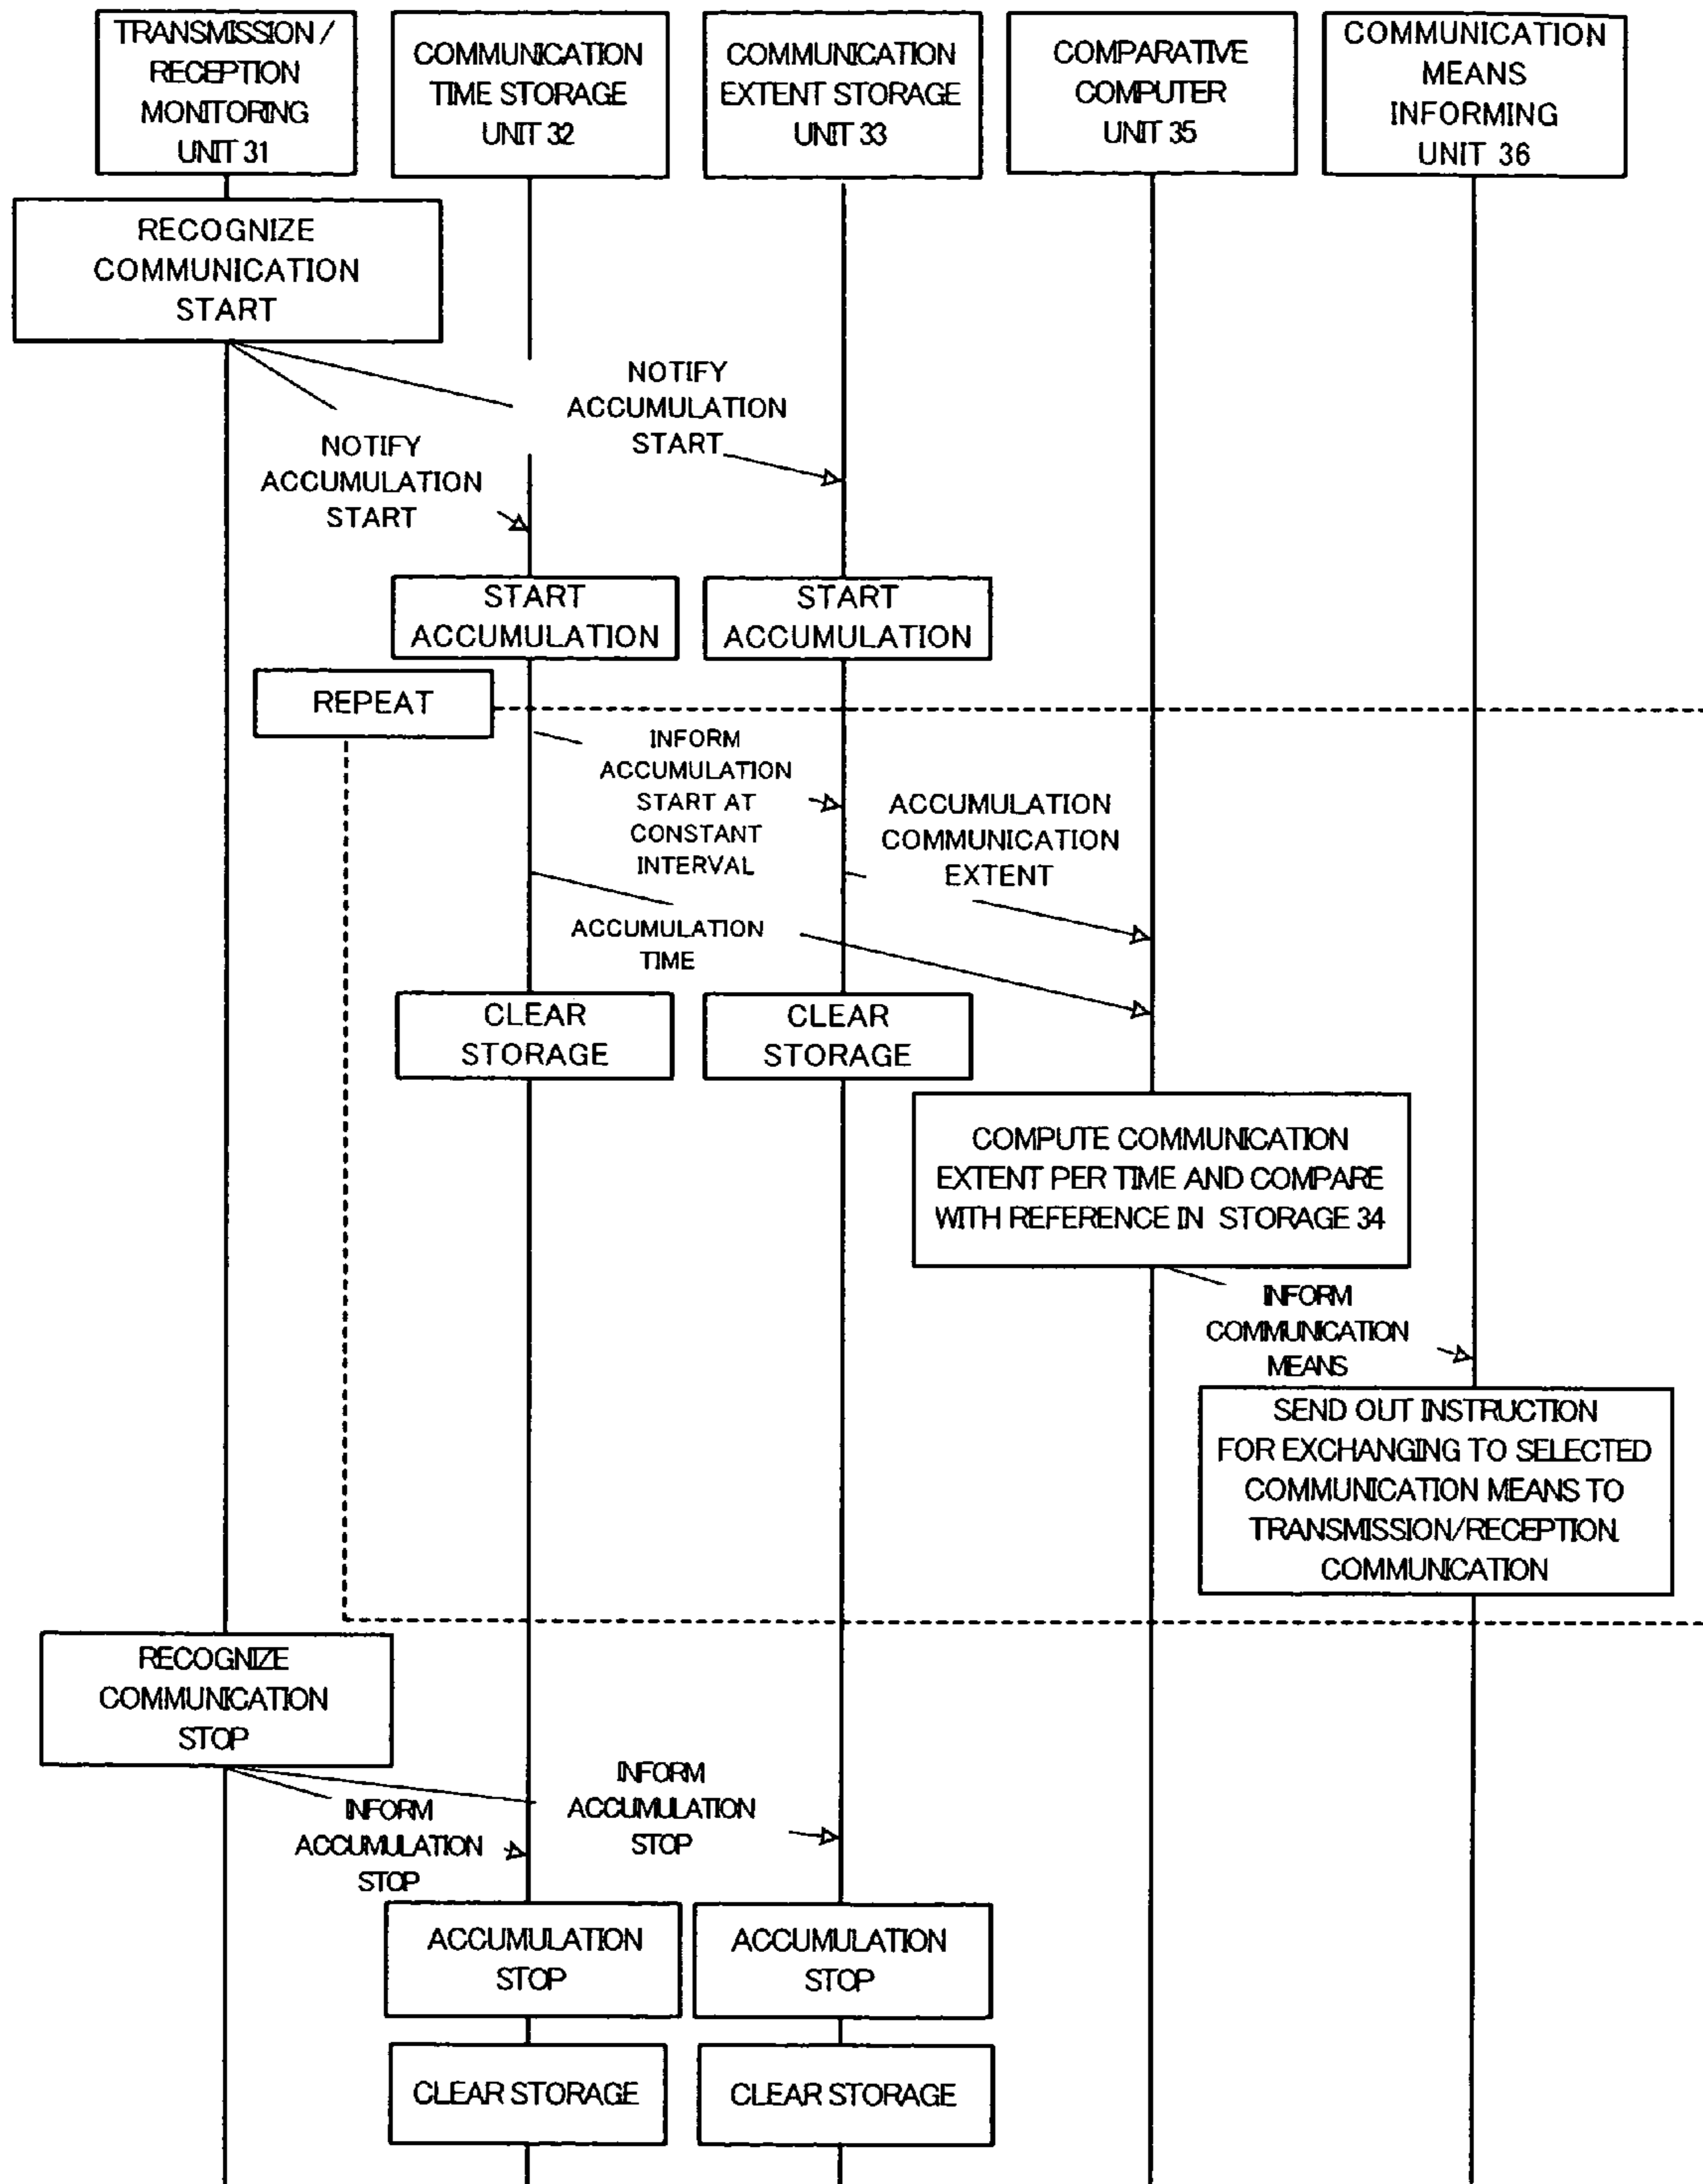 TRANSMISSION /
RECEPTION
MONITORING
UNIT 31
COMMUNICATION
TIME STORAGE
UNIT 32
COMMUNICATION
EXTENT STORAGE
UNIT 33
COMPARATIVE
COMPUTER
UNIT 35
COMMUNICATION
MEANS
INFORMING
UNIT 36
RECOGNIZE
COMMUNICATION
START
NOTIFY
ACCUMULATION
START
NOTIFY
ACCUMULATION
START
START
ACCUMULATION
START
ACCUMULATION
REPEAT
INFORM
ACCUMULATION
START AT
CONSTANT
INTERVAL
ACCUMULATION
COMMUNICATION
EXTENT
ACCUMULATION
TIME
CLEAR
STORAGE
CLEAR
STORAGE
COMPUTE COMMUNICATION
EXTENT PER TIME AND COMPARE
WITH REFERENCE IN STORAGE 34
INFORM
COMMUNICATION
MEANS
SEND OUT INSTRUCTION
FOR EXCHANGING TO SELECTED
COMMUNICATION MEANS TO
TRANSMISSION/RECEPTION
COMMUNICATION
RECOGNIZE
COMMUNICATION
STOP
INFORM
ACCUMULATION
STOP
INFORM
ACCUMULATION
STOP
ACCUMULATION
STOP
ACCUMULATION
STOP
CLEAR STORAGE
CLEAR STORAGE